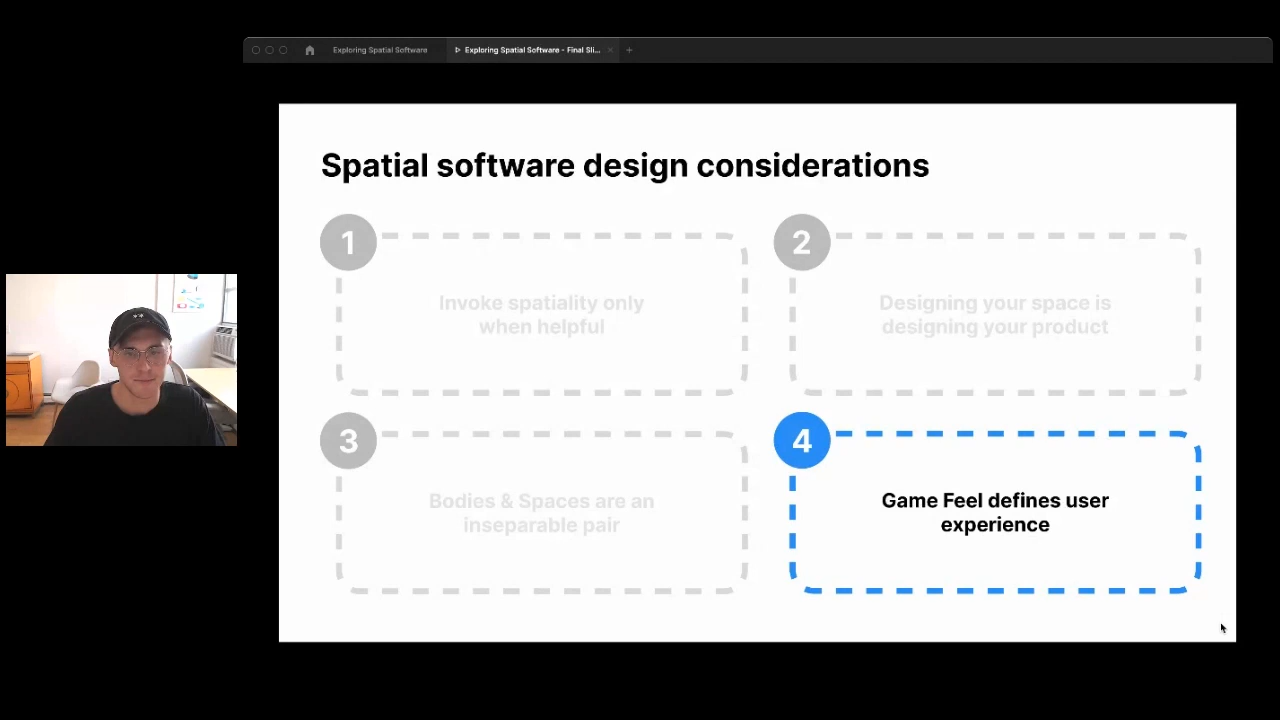 Exploring Spatial Software
Exploring Spatial Software - Final Sli...
Spatial software design considerations
1
Invoke spatiality only
when helpful
2
Designing your space is
designing your product
3
Bodies & Spaces are an
inseparable pair
4
Game Feel defines user
experience